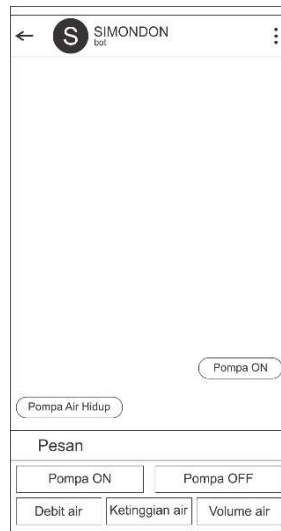 S
SIMONDON
bot
Pompa ON
Pompa Air Hidup
Pesan
Pompa ON Pompa OFF
Debit air Ketinggian air Volume air